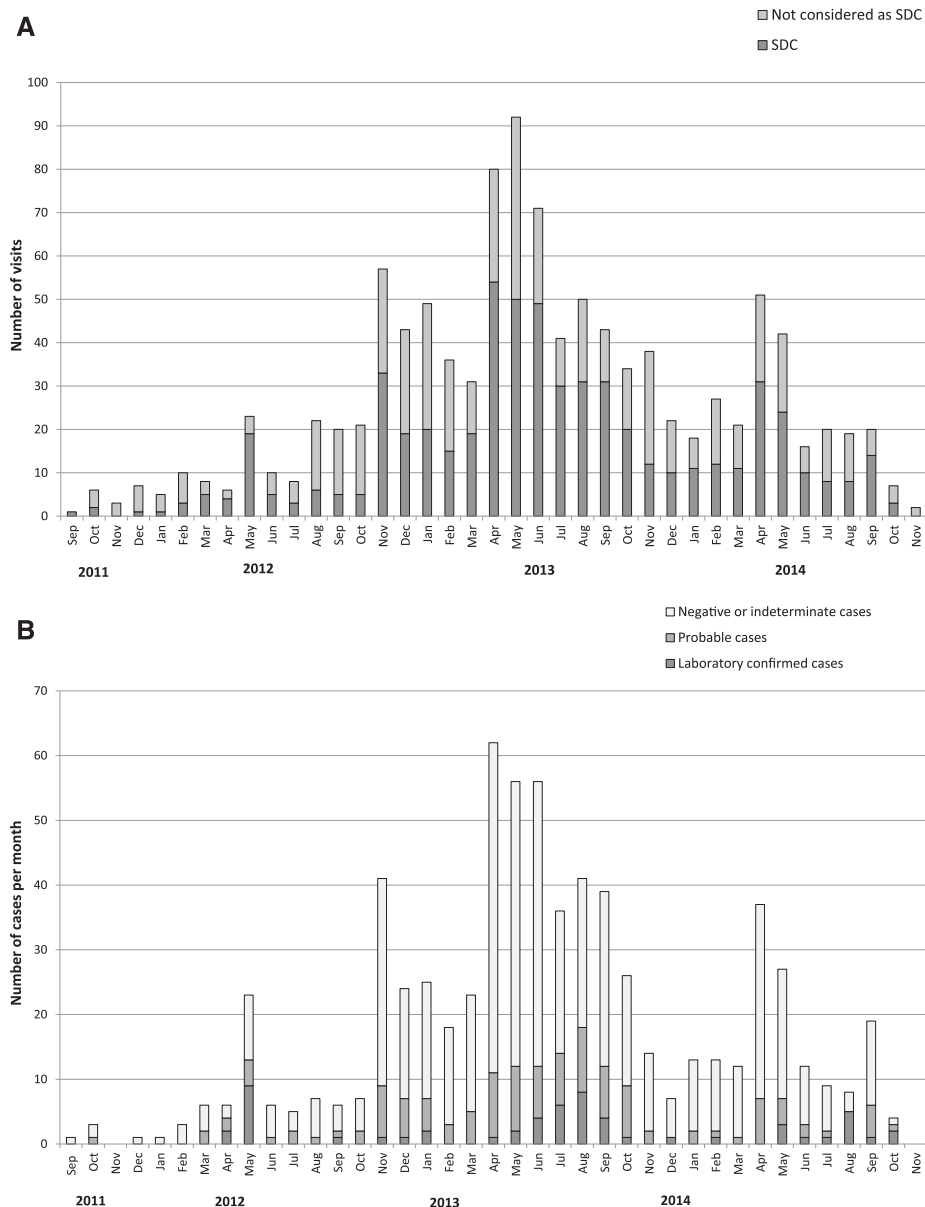 A
Not considered as SDC
SDC
Number of visits
100
90
80
70
60
50
40
30
20
10
0
Sep Oct Nov Dec Jan Feb Mar Apr May Jun Jul Aug Sep Oct Nov Dec Jan Feb Mar Apr May Jun Jul Aug Sep Oct Nov Dec Jan Feb Mar Apr May Jun Jul Aug Sep Oct Nov
2011 2012 2013 2014
B
Negative or indeterminate cases
Probable cases
Laboratory confirmed cases
Number of cases per month
70
60
50
40
30
20
10
0
Sep Oct Nov Dec Jan Feb Mar Apr May Jun Jul Aug Sep Oct Nov Dec Jan Feb Mar Apr May Jun Jul Aug Sep Oct Nov Dec Jan Feb Mar Apr May Jun Jul Aug Sep Oct Nov
2011 2012 2013 2014